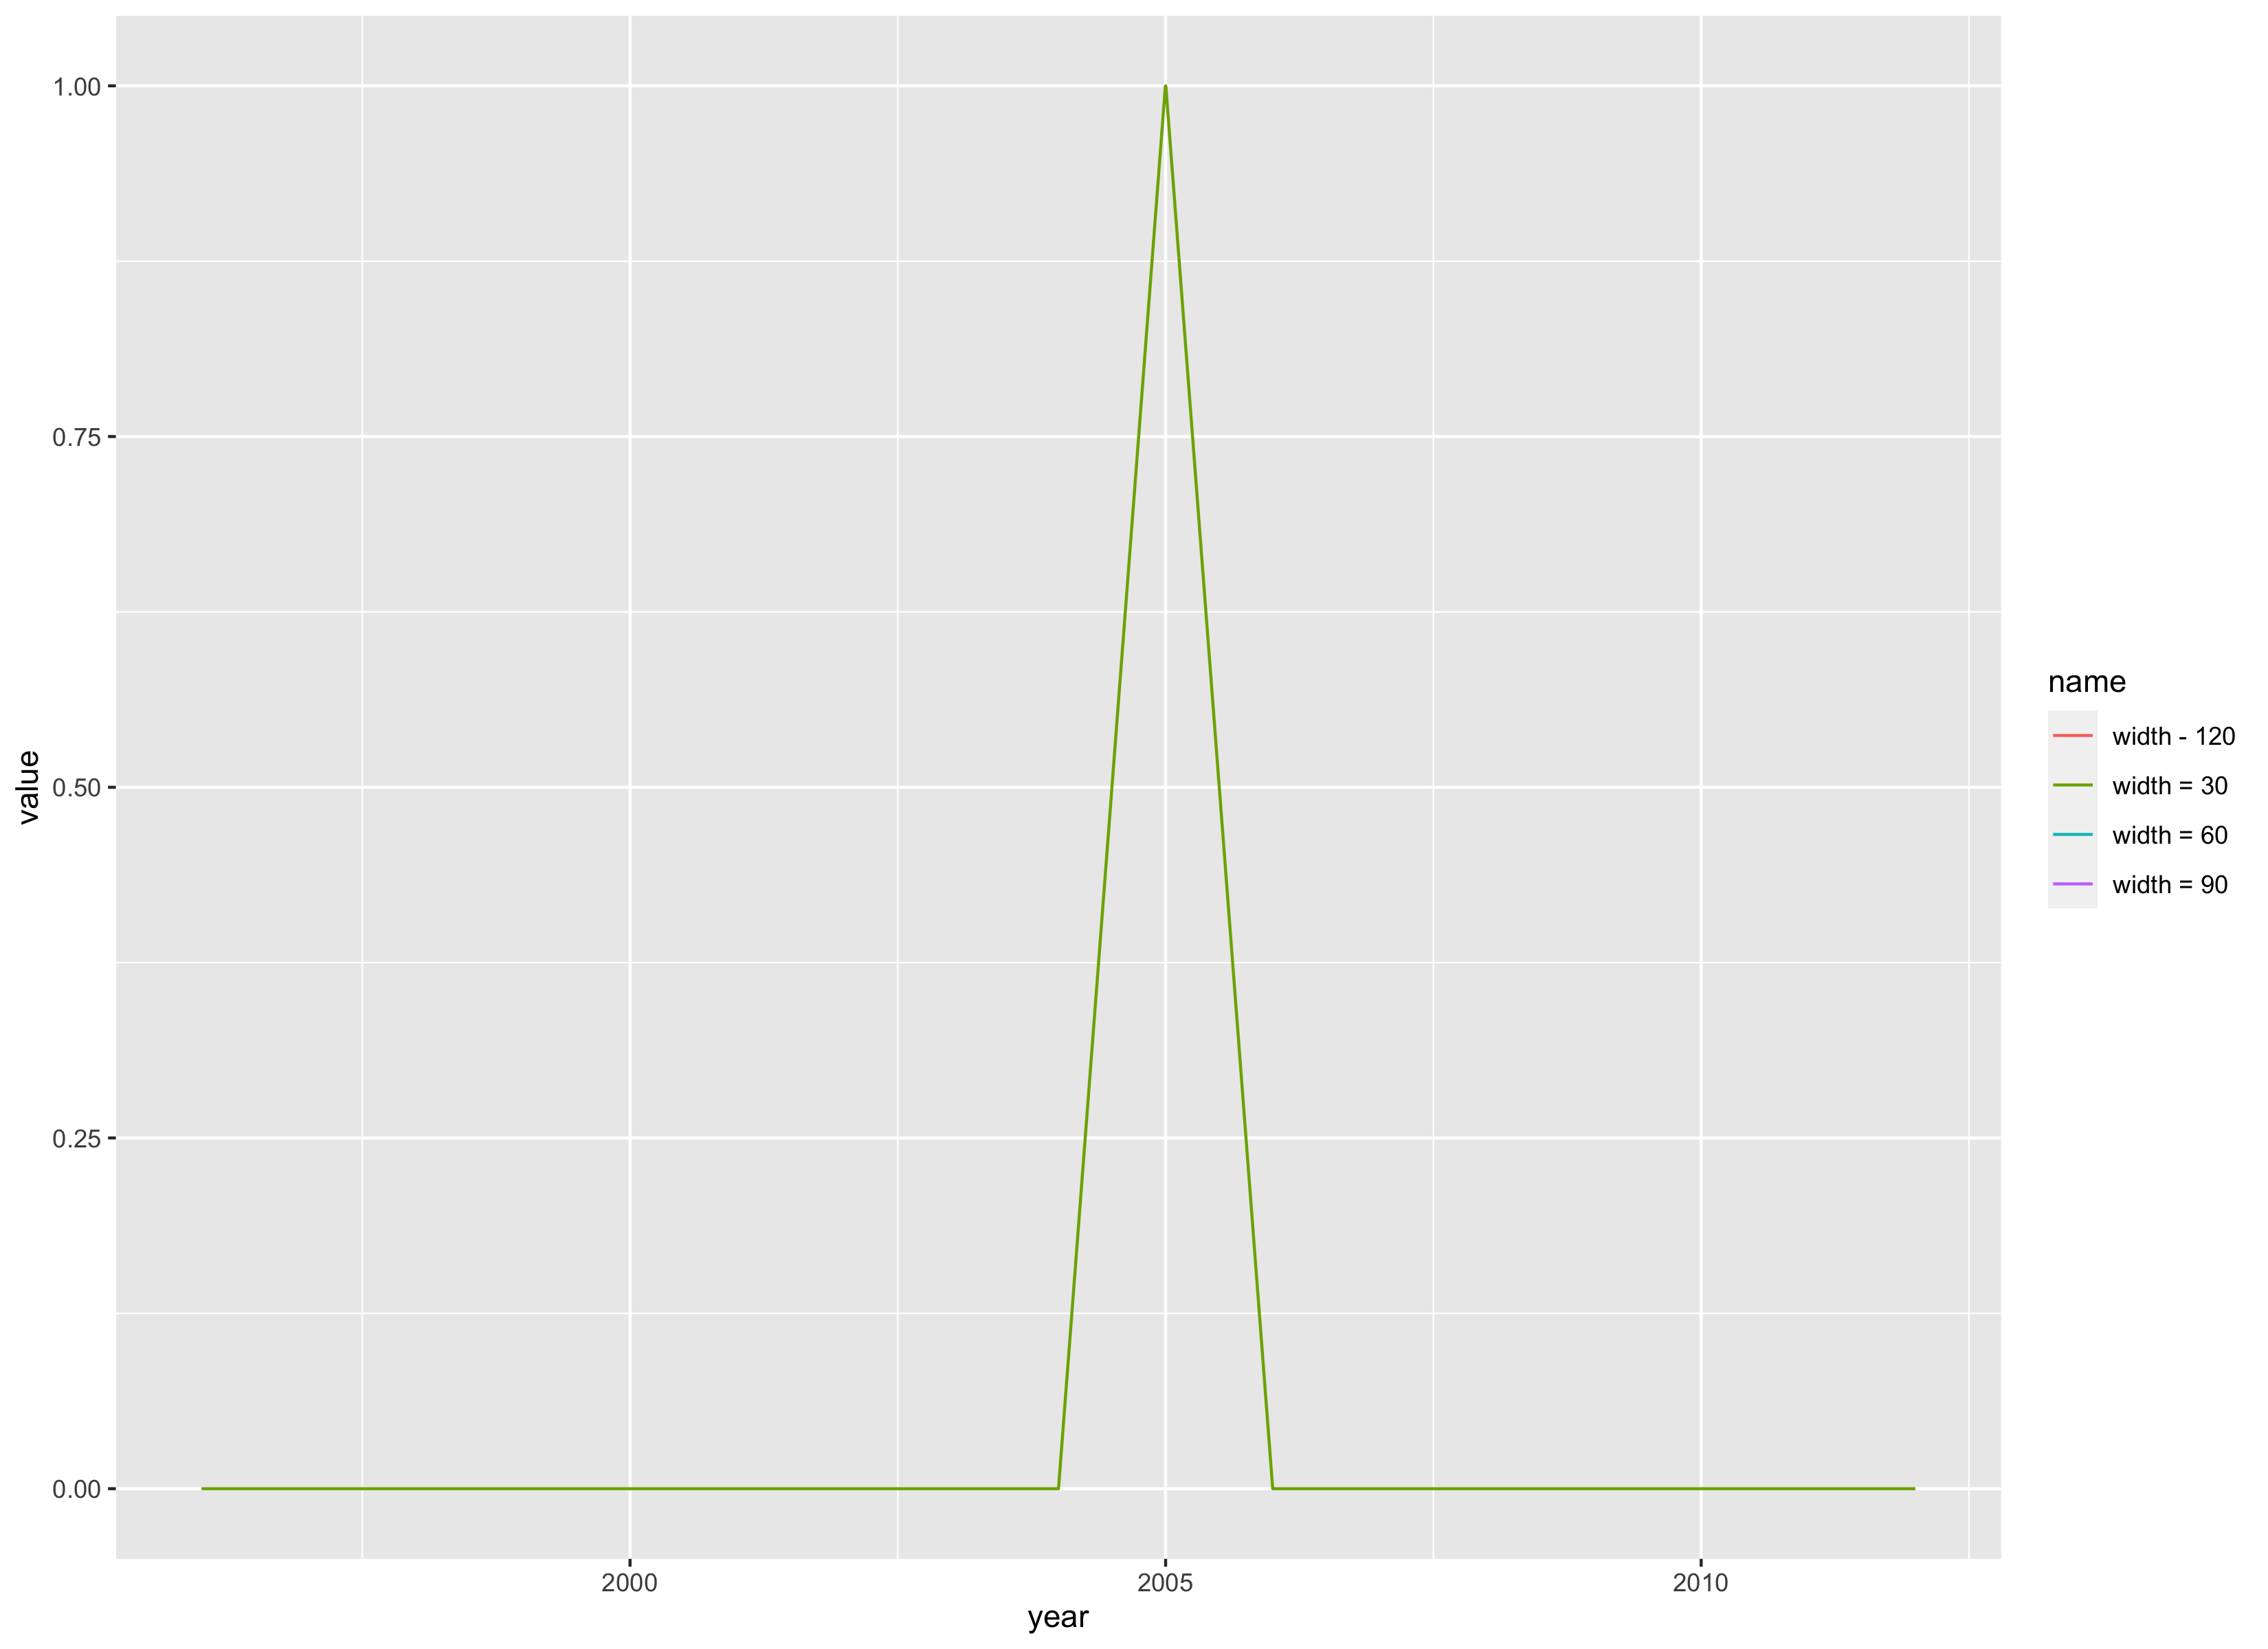 1.00
0.75
0.50
0.25
0.00
value
2000
2005
2010
year
name
width - 120
width = 30
width = 60
width = 90